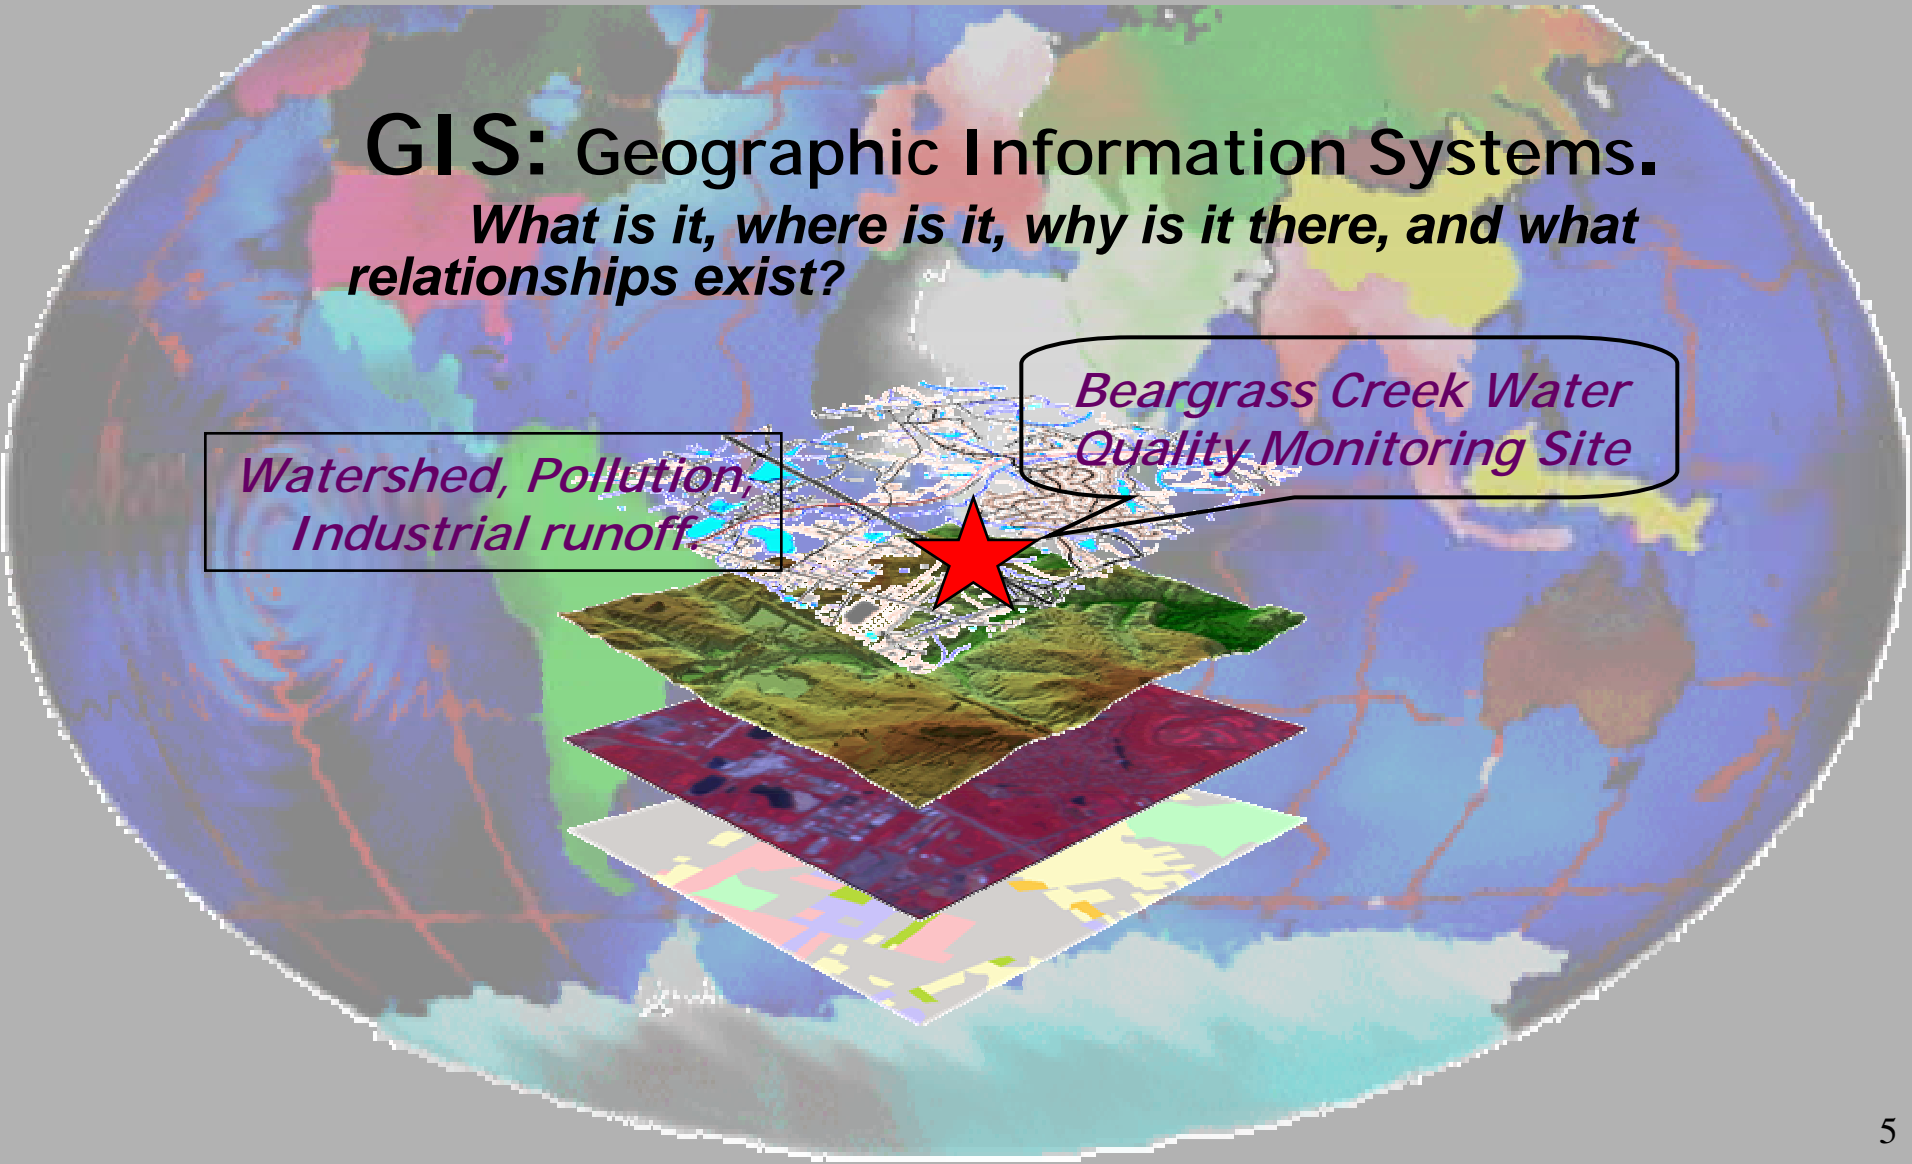 GIS: Geographic Information Systems.
What is it, where is it, why is it there, and what
relationships exist?
Beargrass Creek Water
Quality Monitoring Site
Watershed, Pollution,
Industrial runoff.
5